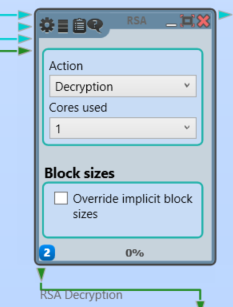 RSA
Action
Decryption
Cores used
1
Block sizes
Override implicit block
sizes
2
0%
RSA Decryption